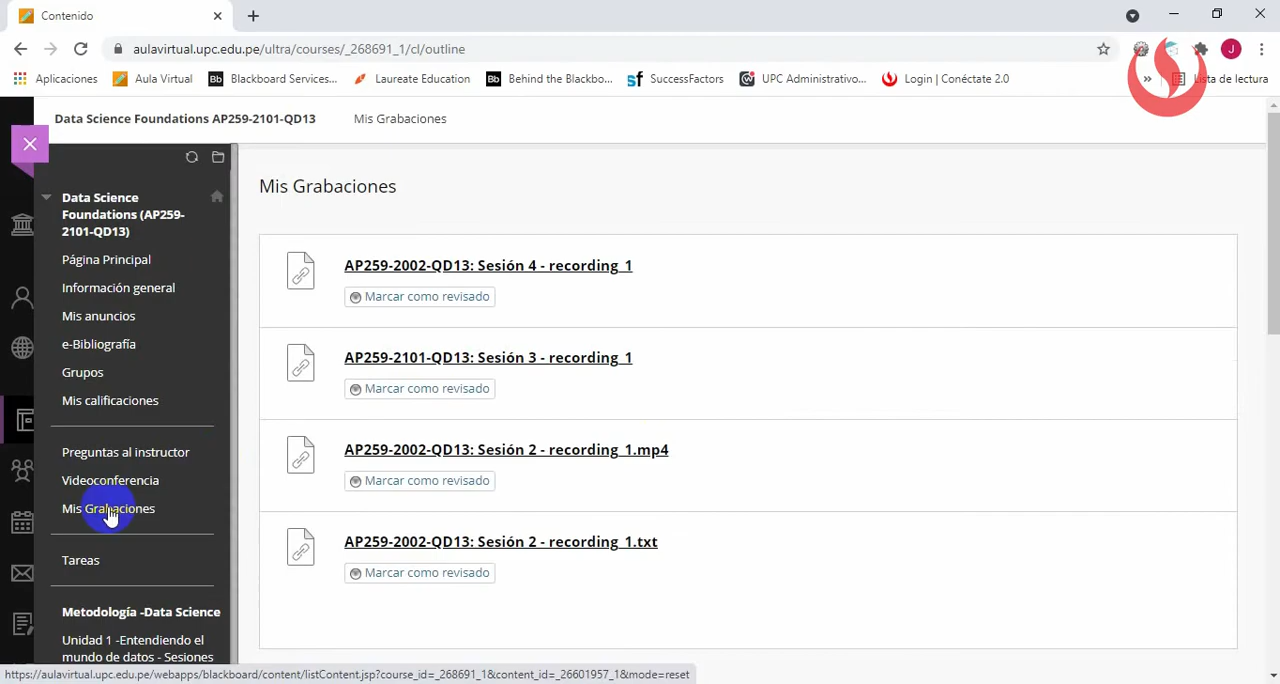 Contenido
aulavirtual.upc.edu.pe/ultra/courses/_268691_1/cl/outline
J
Aplicaciones
Aula Virtual
Bb Blackboard Services...
Laureate Education
Bb Behind the Blackbo...
sf SuccessFactors
UPC Administrativo...
Login | Conéctate 2.0
»
Lista de lectura
Data Science Foundations AP259-2101-QD13
Mis Grabaciones
Data Science
Foundations (AP259-
2101-QD13)
Página Principal
Información general
Mis anuncios
e-Bibliografía
Grupos
Mis calificaciones
Preguntas al instructor
Videoconferencia
Mis Grabaciones
Tareas
Metodología -Data Science
Unidad 1 -Entendiendo el
mundo de datos - Sesiones
Mis Grabaciones
AP259-2002-QD13: Sesión 4 - recording_1
Marcar como revisado
AP259-2101-QD13: Sesión 3 - recording_1
Marcar como revisado
AP259-2002-QD13: Sesión 2 - recording_1.mp4
Marcar como revisado
AP259-2002-QD13: Sesión 2 - recording_1.txt
Marcar como revisado
https://aulavirtual.upc.edu.pe/webapps/blackboard/content/listContent.jsp?course_id=_268691_1&content_id=_26601957_1&mode=reset